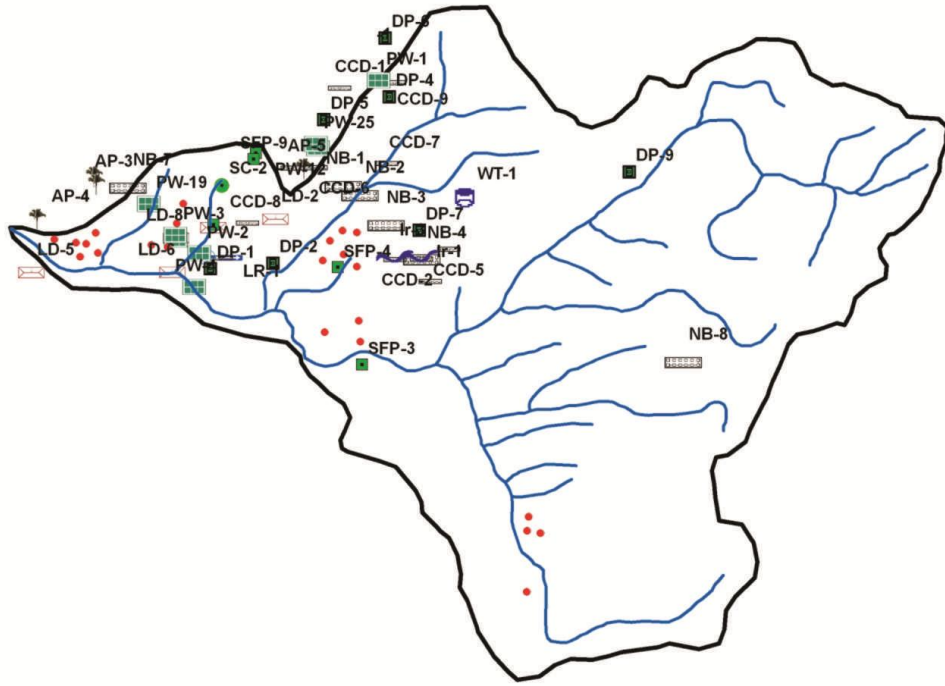 DP-6
CCD-1
PW-1
DP-4
CCD-9
DP-5
PW-25
CCD-7
SFP-9
AP-5
NB-1
AP-3
NB-7
SC-2
PW-12
NB-2
DP-9
WT-1
PW-19
CCD-6
AP-4
CCD-8
LD-2
NB-3
LD-8
PW-3
DP-7
PW-2
NB-4
LD-5
LD-6
DP-1
DP-2
SFP-4
Ir-1
LR-1
CCD-5
CCD-2
NB-8
SFP-3